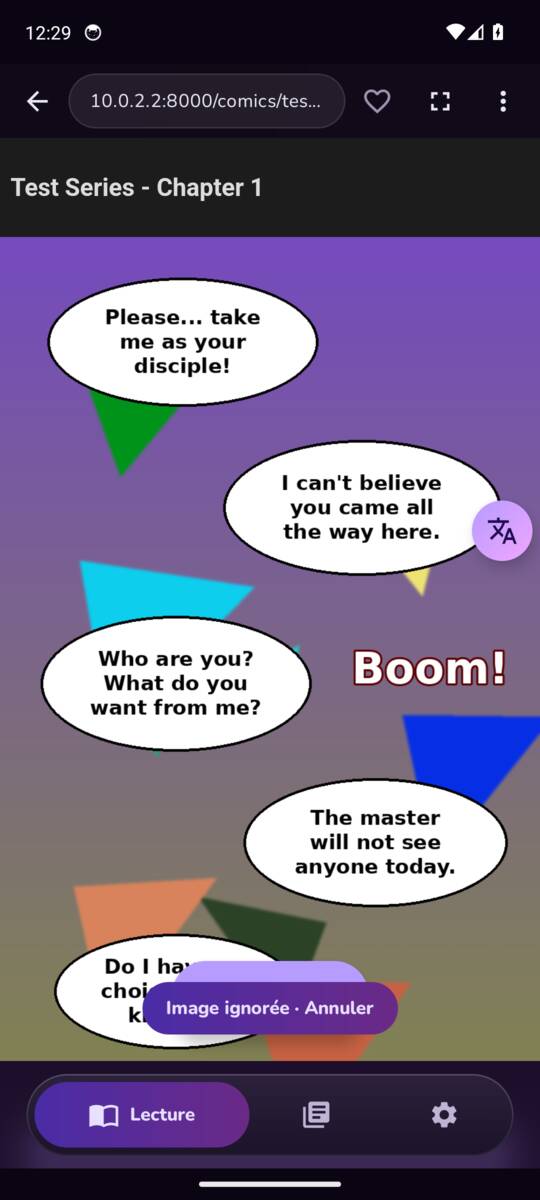 12:29
10.0.2.2:8000/comics/tes...
Test Series - Chapter 1
Please... take
me as your
disciple!
I can't believe
you came all
the way here.
Who are you?
What do you
want from me?
Boom!
The master
will not see
anyone today.
Do I
Image ignorée · Annuler
Lecture